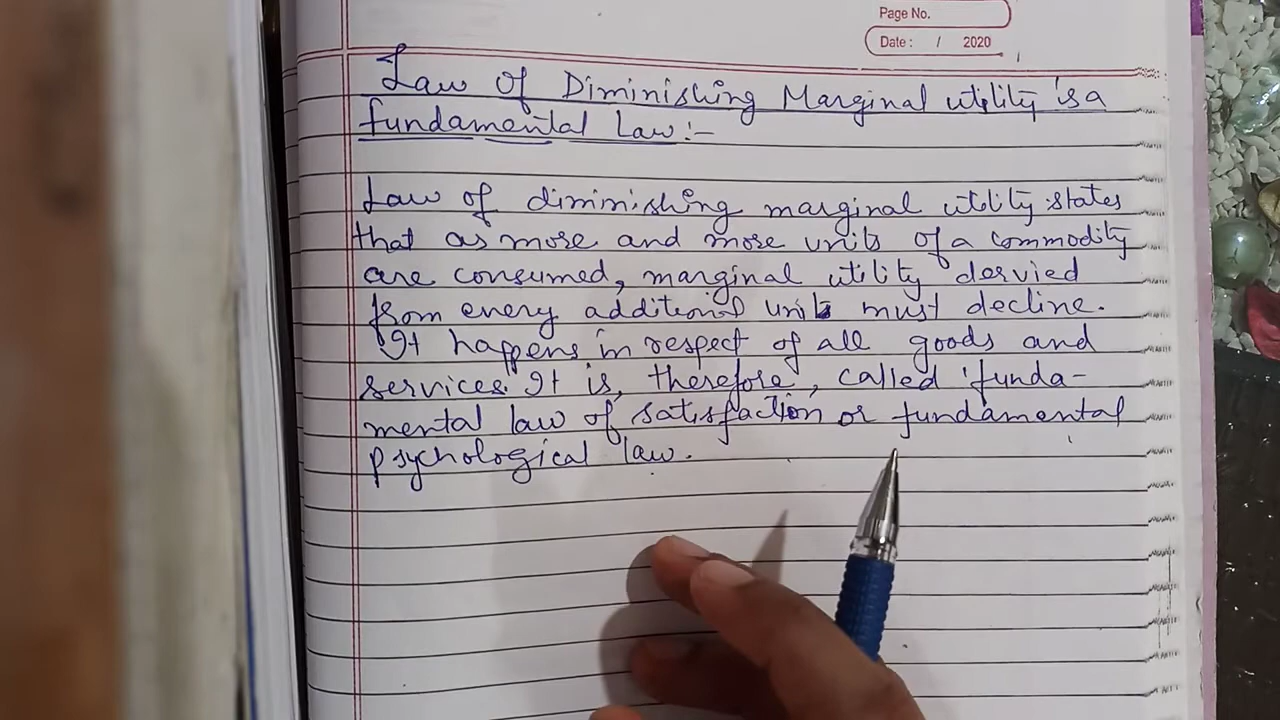 Page No.
Date : / 2020
Law Of Diminishing Marginal utility is a
fundamental Law:-
Law of diminishing marginal utility states
that as more and more units of a commodity
are consumed, marginal utility dervied
from every additional units must decline.
It happens in respect of all goods and
services. It is, therefore, called 'funda-
mental law of satisfaction or fundamental
psychological law.